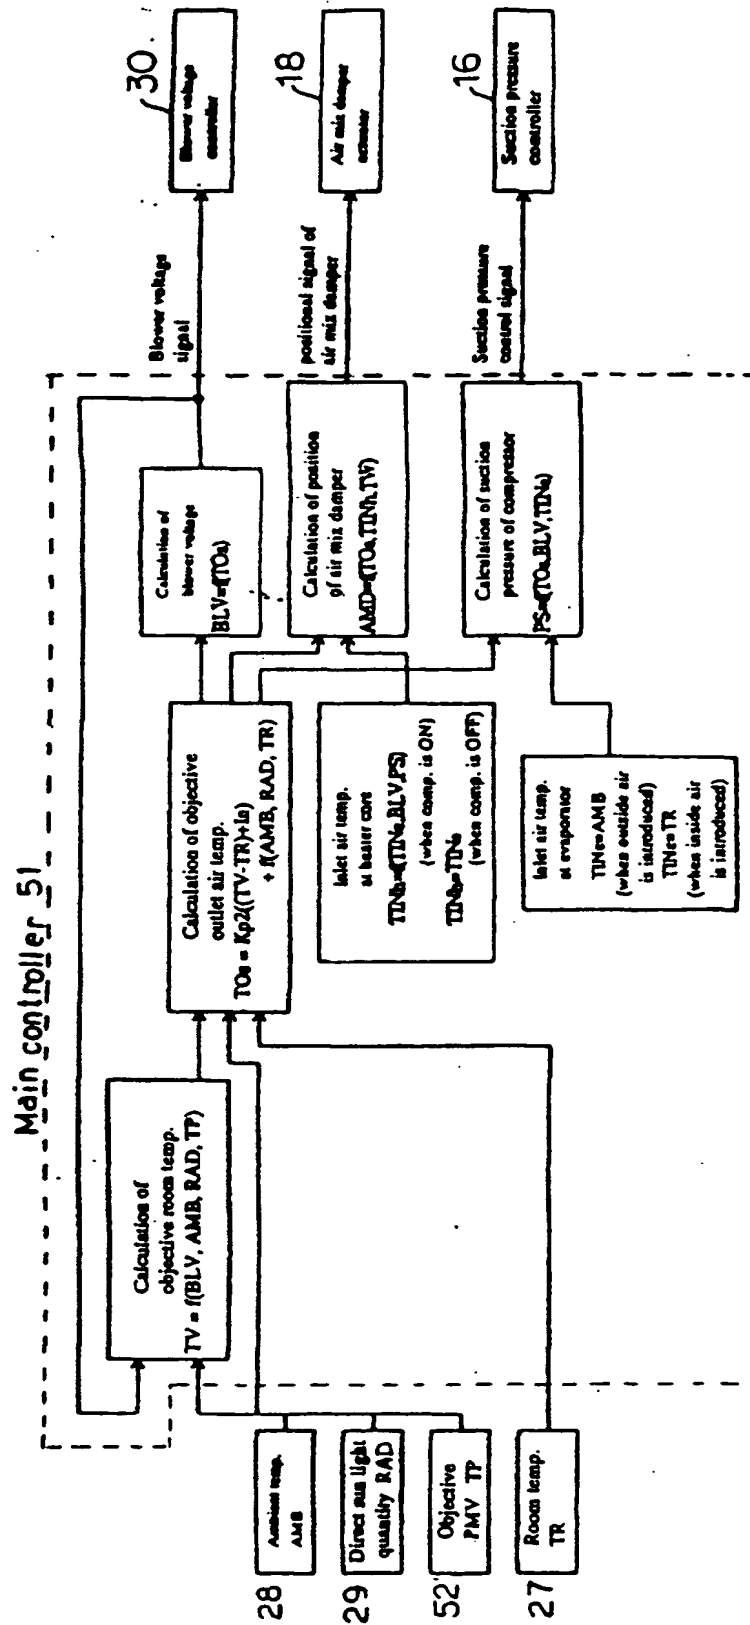 Main controller 51
28
Ambient temp.
AMB
29
Direct sun light
quantity RAD
52'
Objective
PMV TP
27
Room temp.
TR
Calculation of
objective room temp.
TV = f(BLV, AMB, RAD, TP)
Calculation of objective
outlet air temp.
TOa = Kp2((TV-TR)+Ia)
+ f(AMB, RAD, TR)
Inlet air temp.
at heater core
TINh=f(TINe,BLV,PS)
(when comp. is ON)
TINh=TINe
(when comp. is OFF)
Inlet air temp.
at evaporator
TINe=AMB
(when outside air
is introduced)
TINe=TR
(when inside air
is introduced)
Calculation of
blower voltage
BLV=f(TOa)
Calculation of position
of air mix damper
AMD=f(TOa,TINh,TW)
Calculation of suction
pressure of compressor
PS=f(TOa,BLV,TINe)
Blower voltage
signal
positional signal of
air mix damper
Suction pressure
control signal
30
Blower voltage
controller
18
Air mix damper
actuator
16
Suction pressure
controller